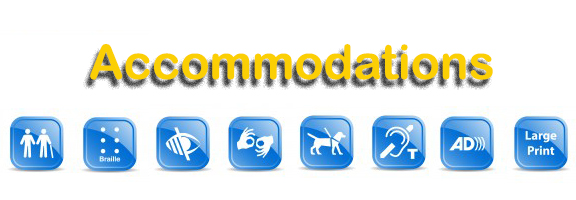 Accommodations
Braille
T
AD
Large
Print